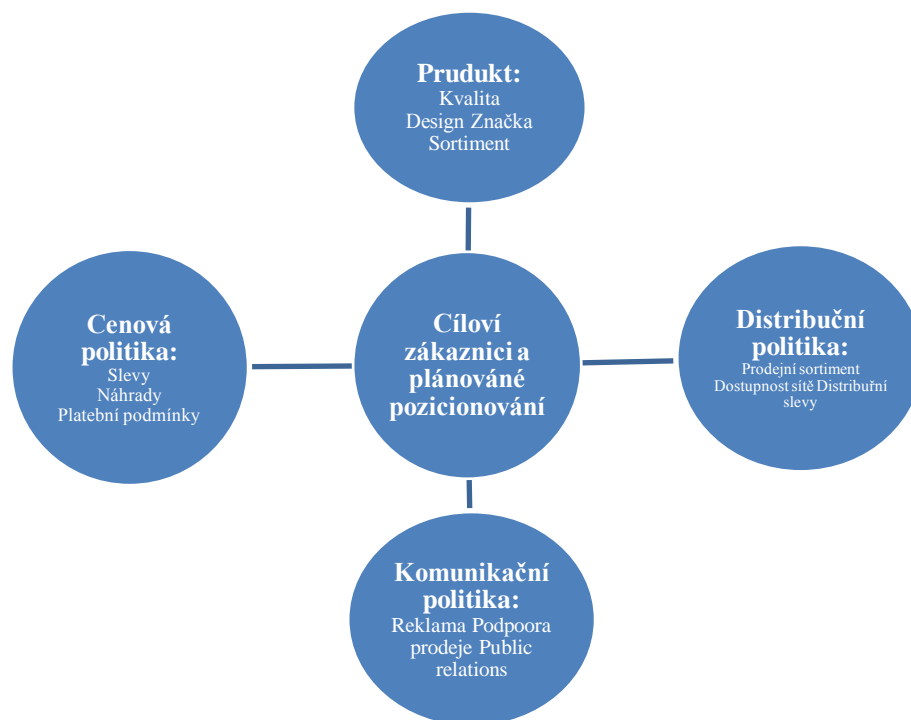 Prudukt:
Kvalita
Design Značka
Sortiment
Cenová
politika:
Slevy
Náhrady
Platební podmínky
Cíloví
zákaznici a
plánováné
pozicionování
Distribuční
politika:
Prodejní sortiment
Dostupnost sítě Distribuřní
slevy
Komunikační
politika:
Reklama Podpoora
prodeje Public
relations